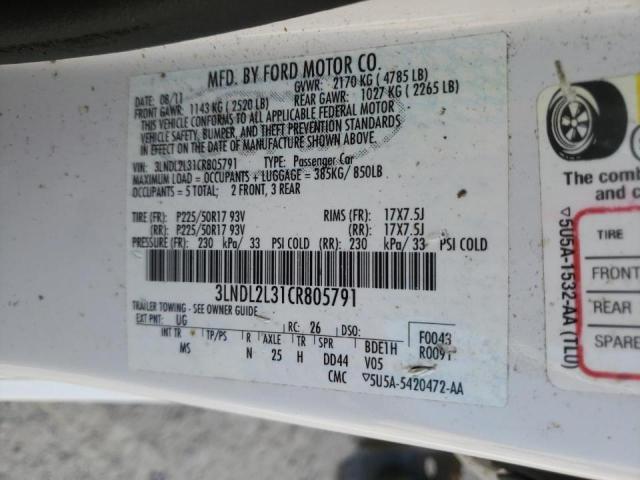 MFD. BY FORD MOTOR CO.
DATE: 08/11 GVWR: 2170 KG ( 4785 LB)
FRONT GAWR: 1143 KG ( 2520 LB) REAR GAWR: 1027 KG ( 2265 LB)
THIS VEHICLE CONFORMS TO ALL APPLICABLE FEDERAL MOTOR
VEHICLE SAFETY, BUMPER, AND THEFT PREVENTION STANDARDS
IN EFFECT ON THE DATE OF MANUFACTURE SHOWN ABOVE.
VIN: 3LNDL2L31CR805791 TYPE: Passenger Car
MAXIMUM LOAD = OCCUPANTS + LUGGAGE = 385KG/ 850LB
OCCUPANTS = 5 TOTAL: 2 FRONT, 3 REAR
TIRE (FR): P225/50R17 93V RIMS (FR): 17X7.5J
(RR): P225/50R17 93V (RR): 17X7.5J
PRESSURE (FR): 230 kPa/ 33 PSI COLD (RR): 230 kPa/ 33 PSI COLD
3LNDL2L31CR805791
TRAILER TOWING - SEE OWNER GUIDE
EXT PNT: UG RC: 26 DSO:
INT TR TP/PS R AXLE TR SPR BDE1H F0043
MS N 25 H DD44 V05 R0091
CMC ▽5U5A-5420472-AA
▽5U5A-1532-AA (TL0)
The comb
and c
TIRE
FRONT
REAR
SPARE